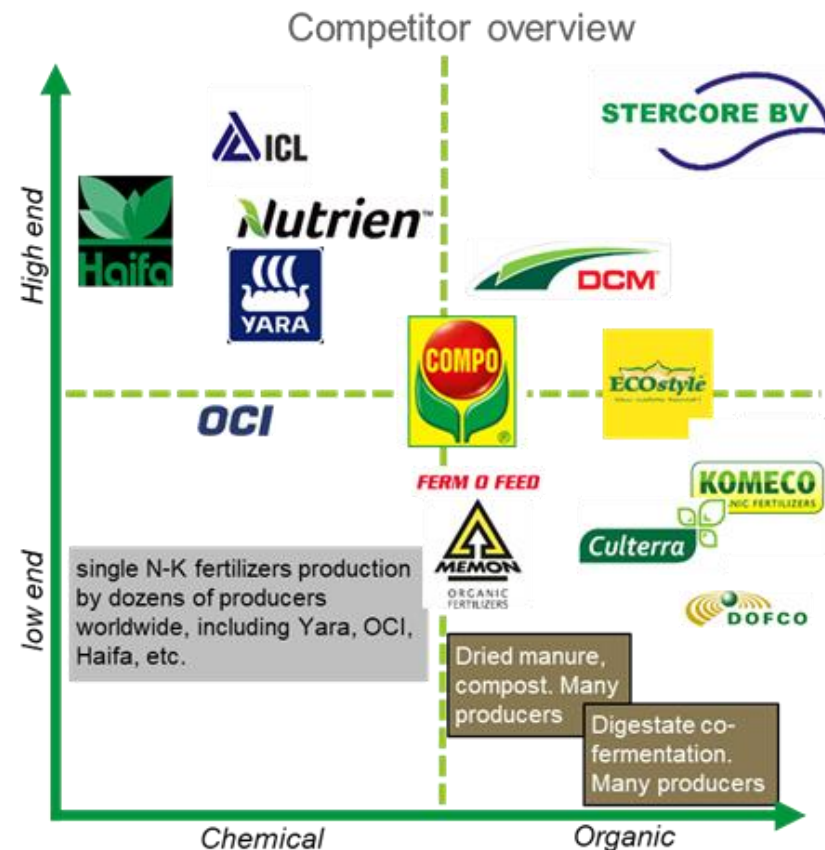 Competitor overview
High end
low end
ICL
STERCORE BV
Haifa
Nutrien™
YARA
DCM®
COMPO
®
ECOstyle
OCI
FERM O FEED
KOMECO
NIC FERTILIZERS
MEMON
ORGANIC
FERTILIZERS
Culterra
DOFCO
single N-K fertilizers production
by dozens of producers
worldwide, including Yara, OCI,
Haifa, etc.
Dried manure,
compost. Many
producers
Digestate co-
fermentation.
Many producers
Chemical
Organic